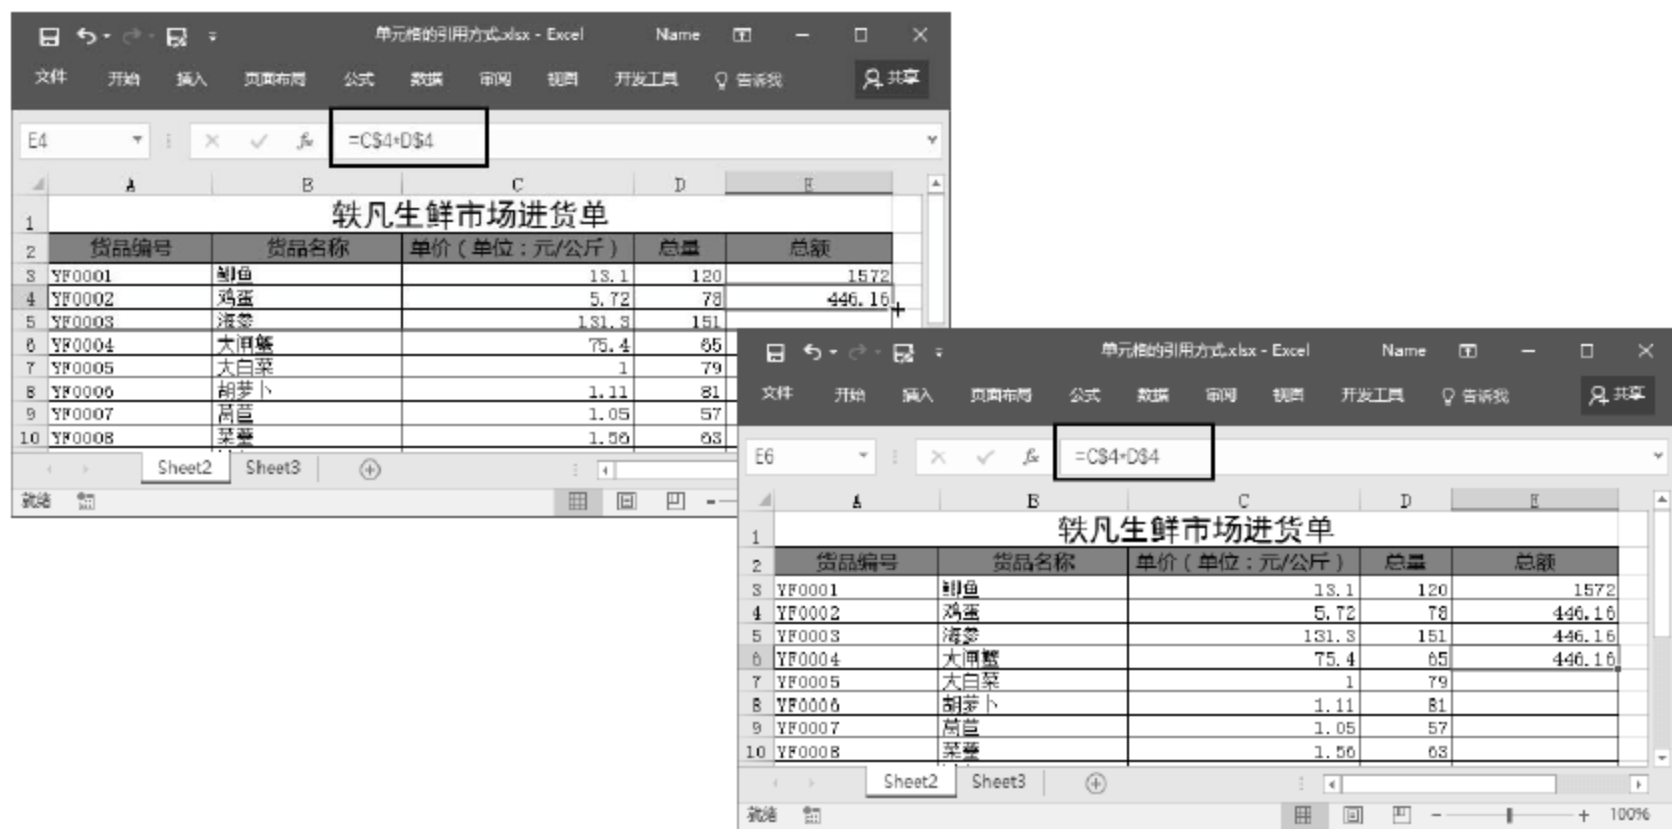 单元格的引用方式.xlsx - Excel Name
文件 开始 插入 页面布局 公式 数据 审阅 视图 开发工具 告诉我 共享
E4 fx =C$4*D$4
A B C D E
1 轶凡生鲜市场进货单
2 货品编号 货品名称 单价（单位：元/公斤） 总量 总额
3 YF0001 鲫鱼 13.1 120 1572
4 YF0002 鸡蛋 5.72 78 446.16
5 YF0003 海参 131.3 151
6 YF0004 大闸蟹 75.4 65
7 YF0005 大白菜 1 79
8 YF0006 胡萝卜 1.11 81
9 YF0007 莴苣 1.05 57
10 YF0008 菜薹 1.56 63
Sheet2 Sheet3
就绪
单元格的引用方式.xlsx - Excel Name
文件 开始 插入 页面布局 公式 数据 审阅 视图 开发工具 告诉我 共享
E6 fx =C$4*D$4
A B C D E
1 轶凡生鲜市场进货单
2 货品编号 货品名称 单价（单位：元/公斤） 总量 总额
3 YF0001 鲫鱼 13.1 120 1572
4 YF0002 鸡蛋 5.72 78 446.16
5 YF0003 海参 131.3 151 446.16
6 YF0004 大闸蟹 75.4 65 446.16
7 YF0005 大白菜 1 79
8 YF0006 胡萝卜 1.11 81
9 YF0007 莴苣 1.05 57
10 YF0008 菜薹 1.56 63
Sheet2 Sheet3
就绪 100%